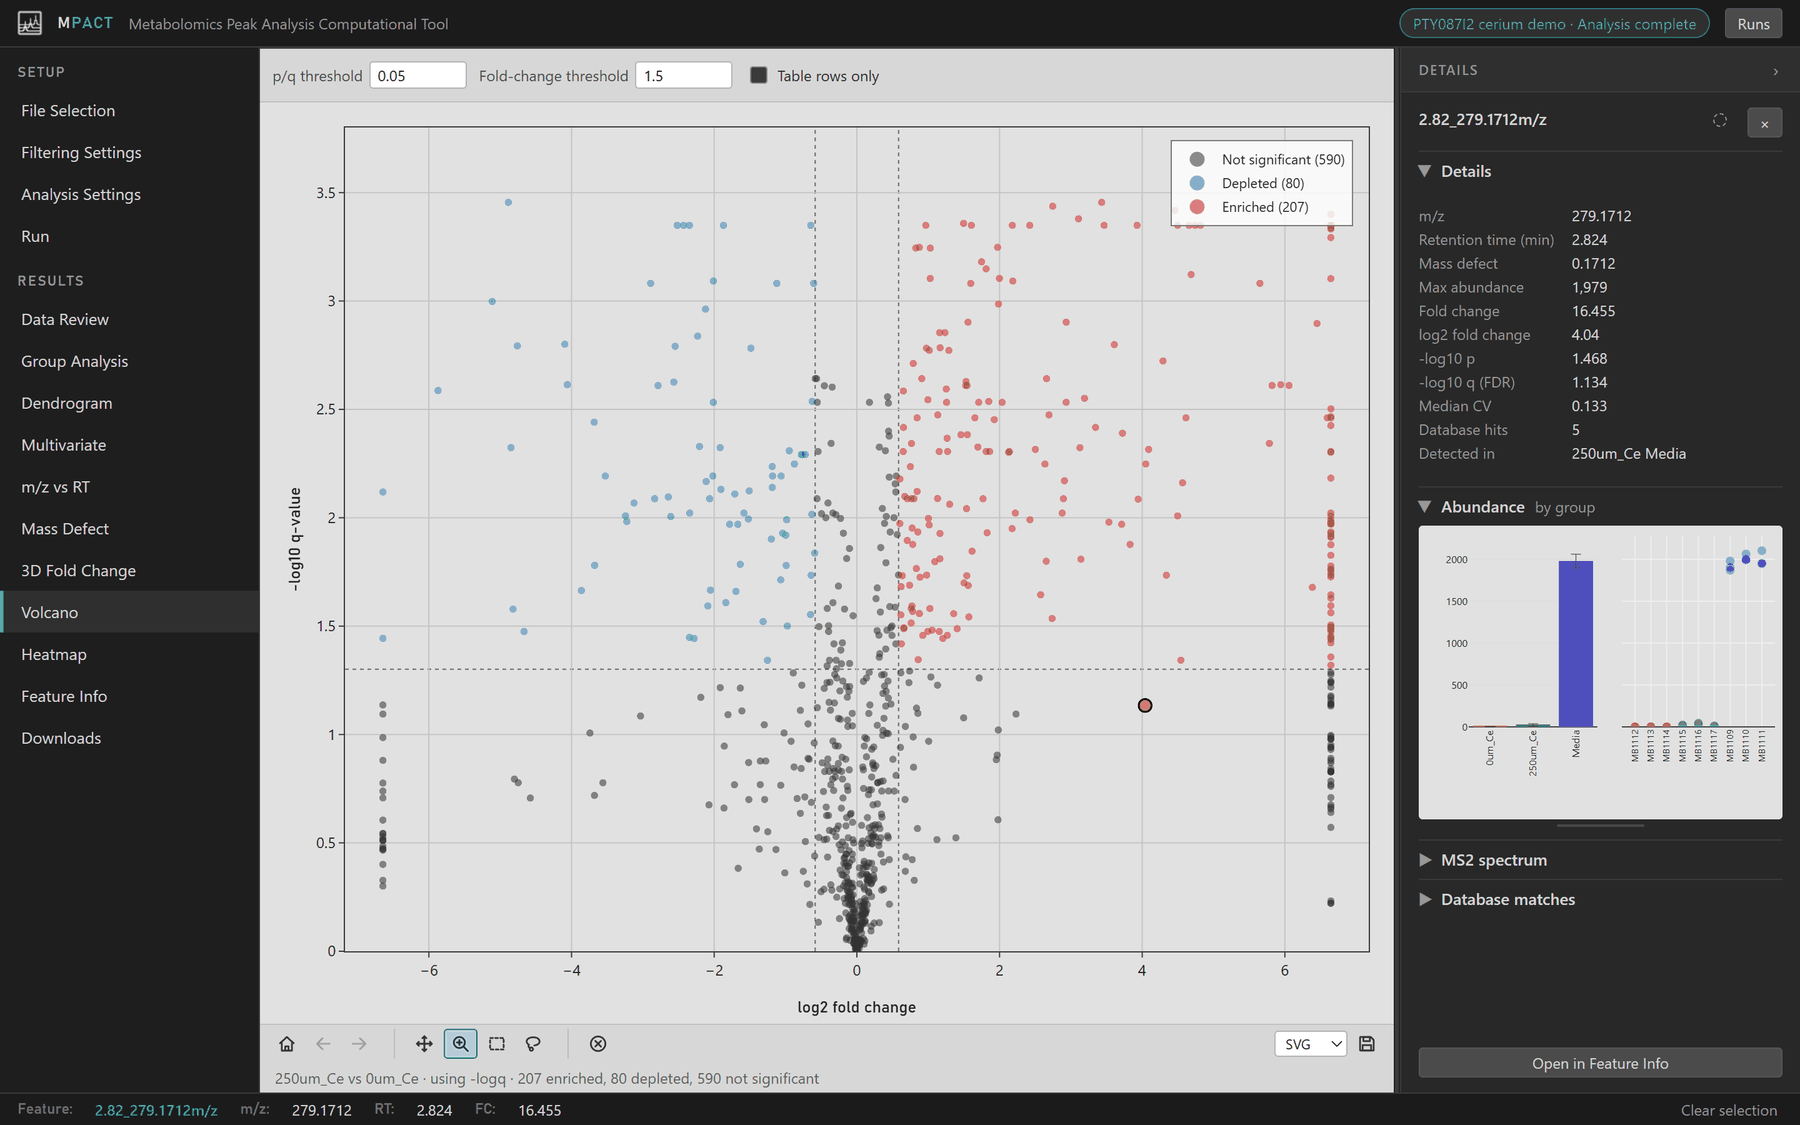 MPACT Metabolomics Peak Analysis Computational Tool
PTY087I2 cerium demo · Analysis complete
Runs
SETUP
File Selection
Filtering Settings
Analysis Settings
Run
RESULTS
Data Review
Group Analysis
Dendrogram
Multivariate
m/z vs RT
Mass Defect
3D Fold Change
Volcano
Heatmap
Feature Info
Downloads
p/q threshold 0.05 Fold-change threshold 1.5 Table rows only
Not significant (590)
Depleted (80)
Enriched (207)
3.5
3
2.5
2
1.5
1
0.5
0
-log10 q-value
−6 −4 −2 0 2 4 6
log2 fold change
SVG
250um_Ce vs 0um_Ce · using -logq · 207 enriched, 80 depleted, 590 not significant
DETAILS
2.82_279.1712m/z
×
Details
m/z 279.1712
Retention time (min) 2.824
Mass defect 0.1712
Max abundance 1,979
Fold change 16.455
log2 fold change 4.04
-log10 p 1.468
-log10 q (FDR) 1.134
Median CV 0.133
Database hits 5
Detected in 250um_Ce Media
Abundance by group
2000
1500
1000
500
0
0um_Ce
250um_Ce
Media
MB1112
MB1113
MB1114
MB1115
MB1116
MB1117
MB1109
MB1110
MB1111
MS2 spectrum
Database matches
Open in Feature Info
Feature: 2.82_279.1712m/z m/z: 279.1712 RT: 2.824 FC: 16.455
Clear selection